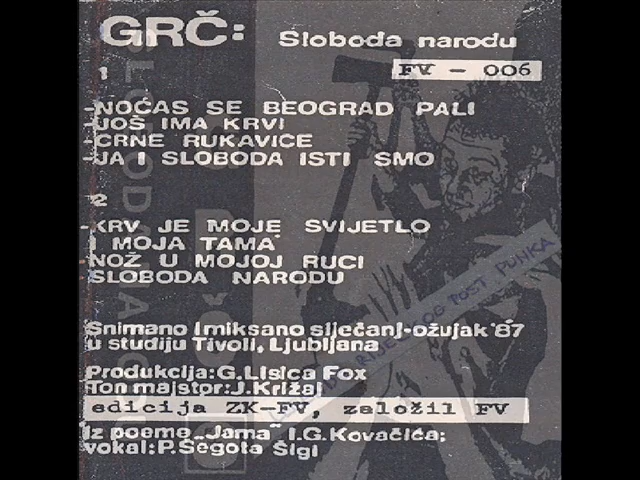 GRČ:
Sloboda narodu
FV - 006
1
-NOĆAS SE BEOGRAD PALI
-JOŠ IMA KRVI
-CRNE RUKAVICE
-JA I SLOBODA ISTI SMO
2
-KRV JE MOJE SVIJETLO
I MOJA TAMA
-NOŽ U MOJOJ RUCI
SLOBODA NARODU
POST PUNKA
Snimano i miksano siječanj-ožujak '87
u studiju Tivoli, Ljubljana
Produkcija:G.Lisica Fox
Ton majstor:J.Križaj
edicija ZK-FV, založil FV
Iz poeme „Jama" I.G.Kovačića;
vokal:P.Šegota Šigi